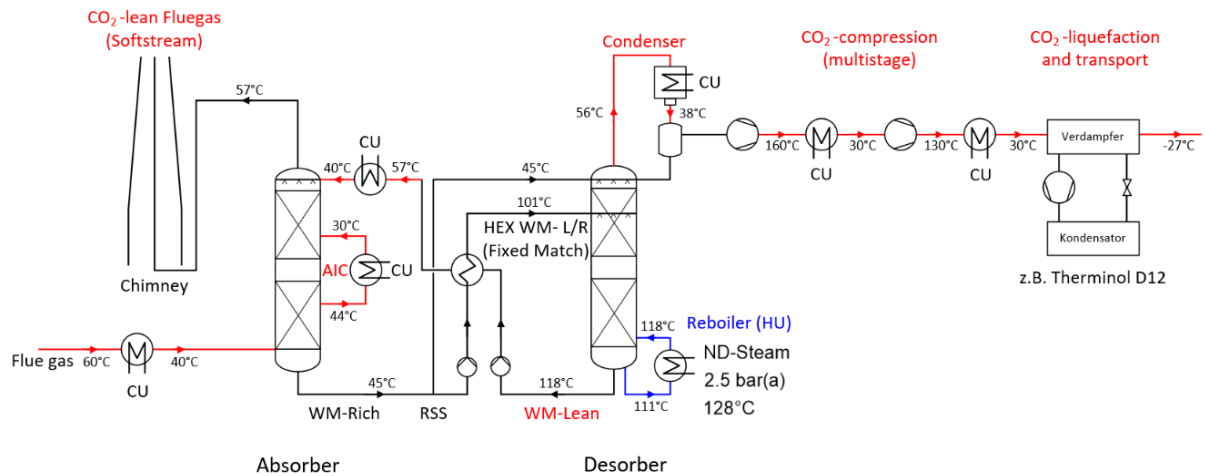 CO₂-lean Fluegas
(Softstream)
Condenser
CO₂-compression
(multistage)
CO₂-liquefaction
and transport
57°C
CU
40°C
57°C
56°C
CU
38°C
45°C
101°C
HEX WM- L/R
(Fixed Match)
160°C
CU
30°C
130°C
CU
30°C
Verdampfer
-27°C
Kondensator
z.B. Therminol D12
30°C
AIC
CU
44°C
Chimney
Flue gas
60°C
CU
40°C
45°C
WM-Rich
RSS
118°C
WM-Lean
Reboiler (HU)
118°C
111°C
ND-Steam
2.5 bar(a)
128°C
Absorber
Desorber